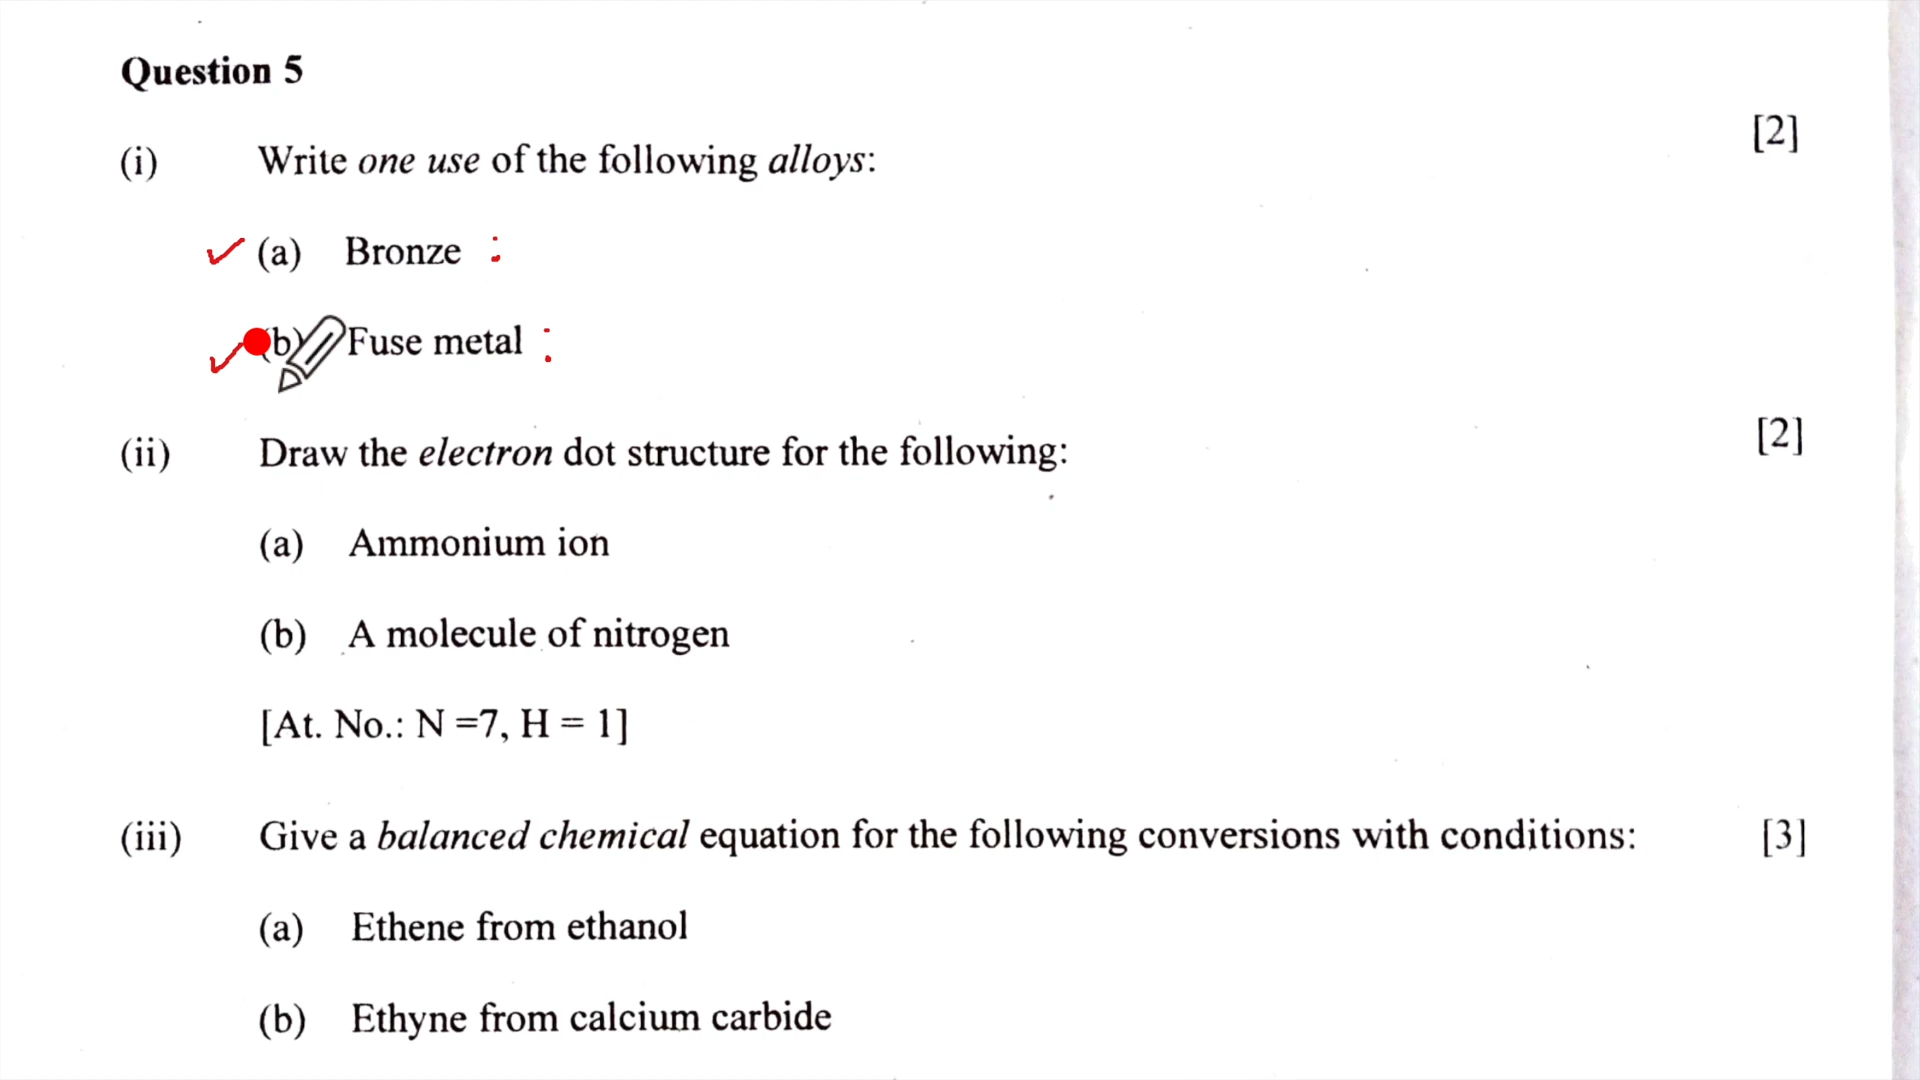 Question 5
[2]
(i) Write one use of the following alloys:
(a) Bronze :
(b) Fuse metal :
(ii) Draw the electron dot structure for the following: [2]
(a) Ammonium ion
(b) A molecule of nitrogen
[At. No.: N =7, H = 1]
(iii) Give a balanced chemical equation for the following conversions with conditions: [3]
(a) Ethene from ethanol
(b) Ethyne from calcium carbide